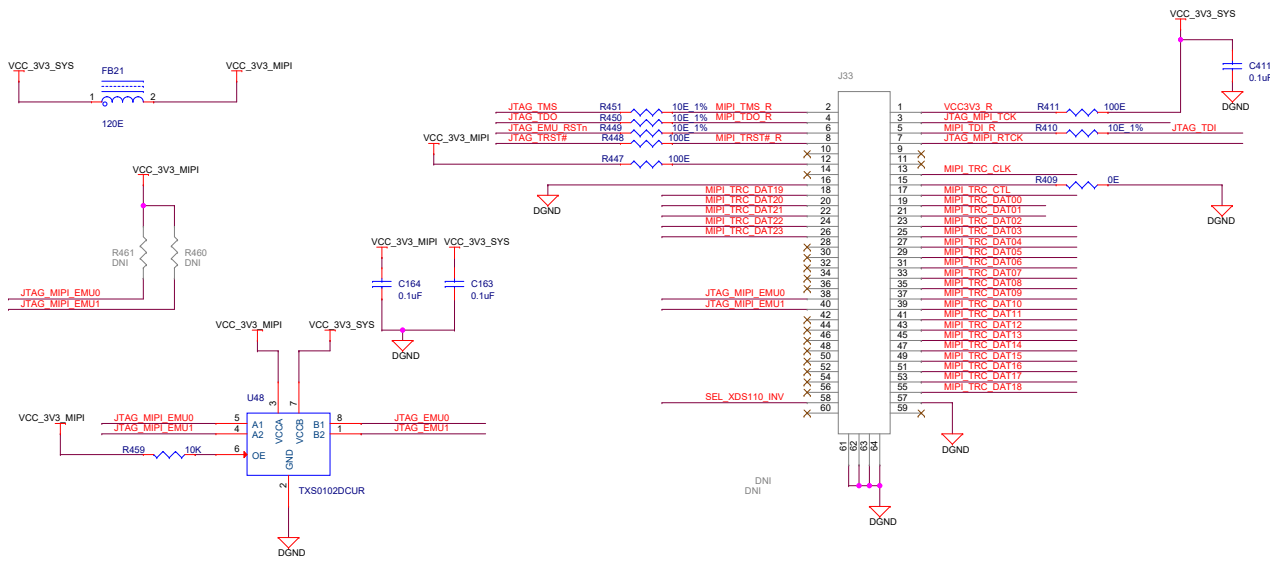 VCC_3V3_SYS
VCC_3V3_SYS
FB21
VCC_3V3_MIPI
1
2
120E
C411
0.1uF
DGND
J33
JTAG_TMS R451 10E_1% MIPI_TMS_R 2
1 VCC3V3_R R411 100E
JTAG_TDO R450 10E_1% MIPI_TDO_R 4
3 JTAG_MIPI_TCK
JTAG_EMU_RSTn R449 10E_1% 6
5 MIPI_TDI_R R410 10E_1% JTAG_TDI
JTAG_TRST# R448 100E MIPI_TRST#_R 8
7 JTAG_MIPI_RTCK
VCC_3V3_MIPI
10
9
R447 100E 12
11
14
13 MIPI_TRC_CLK
16
15 R409 0E
DGND
DGND
MIPI_TRC_DAT19 18
17 MIPI_TRC_CTL
MIPI_TRC_DAT20 20
19 MIPI_TRC_DAT00
MIPI_TRC_DAT21 22
21 MIPI_TRC_DAT01
MIPI_TRC_DAT22 24
23 MIPI_TRC_DAT02
MIPI_TRC_DAT23 26
25 MIPI_TRC_DAT03
28
27 MIPI_TRC_DAT04
30
29 MIPI_TRC_DAT05
32
31 MIPI_TRC_DAT06
34
33 MIPI_TRC_DAT07
36
35 MIPI_TRC_DAT08
JTAG_MIPI_EMU0 38
37 MIPI_TRC_DAT09
JTAG_MIPI_EMU1 40
39 MIPI_TRC_DAT10
42
41 MIPI_TRC_DAT11
44
43 MIPI_TRC_DAT12
46
45 MIPI_TRC_DAT13
48
47 MIPI_TRC_DAT14
50
49 MIPI_TRC_DAT15
52
51 MIPI_TRC_DAT16
54
53 MIPI_TRC_DAT17
56
55 MIPI_TRC_DAT18
SEL_XDS110_INV 58
57
60
59
DGND
61
62
63
64
DNI
DNI
DGND
VCC_3V3_MIPI
R461
DNI
R460
DNI
JTAG_MIPI_EMU0
JTAG_MIPI_EMU1
VCC_3V3_MIPI
VCC_3V3_SYS
C164
0.1uF
C163
0.1uF
DGND
VCC_3V3_MIPI
VCC_3V3_SYS
U48
3
7
VCC_3V3_MIPI
JTAG_MIPI_EMU0 5 A1
B1 8 JTAG_EMU0
JTAG_MIPI_EMU1 4 A2
B2 1 JTAG_EMU1
VCCA
VCCB
R459 10K 6 OE
GND
2
TXS0102DCUR
DGND